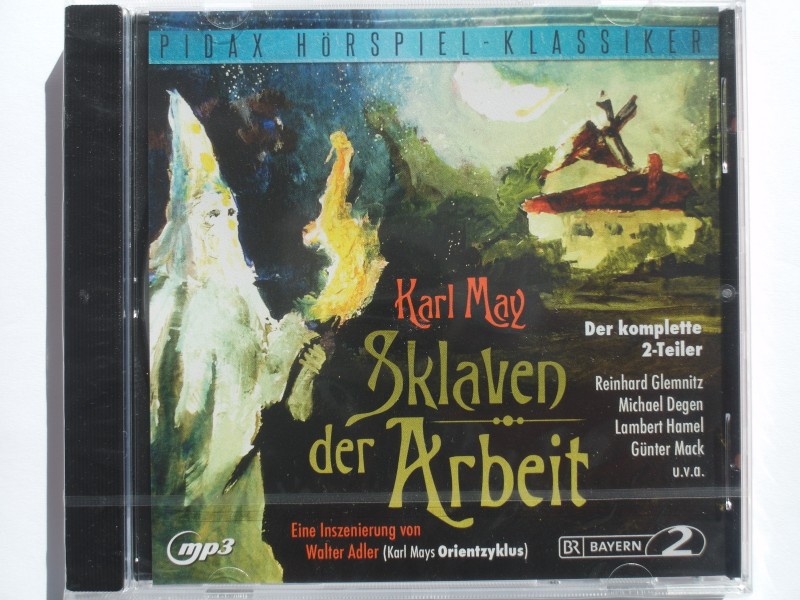 PIDAX HÖRSPIEL-KLASSIKER
Karl May
Sklaven
der Arbeit
Der komplette
2-Teiler
Reinhard Glemnitz
Michael Degen
Lambert Hamel
Günter Mack
u.v.a.
Eine Inszenierung von
Walter Adler (Karl Mays Orientzyklus)
mp3
BR BAYERN 2